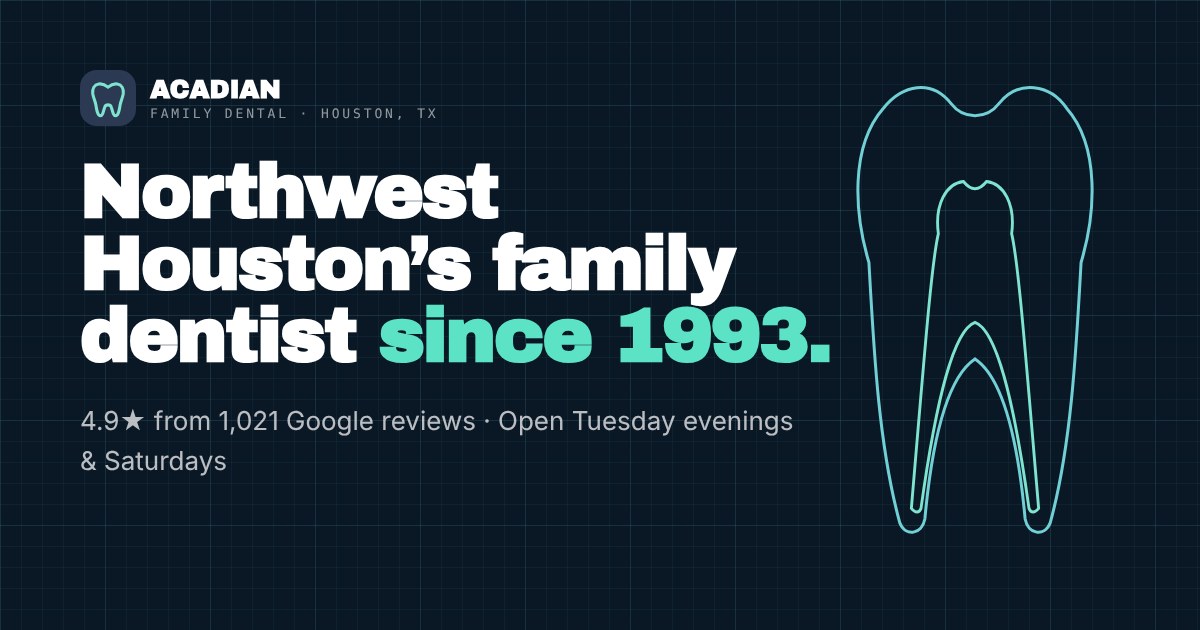 ACADIAN
FAMILY DENTAL · HOUSTON, TX
Northwest
Houston’s family
dentist since 1993.
4.9★ from 1,021 Google reviews · Open Tuesday evenings
& Saturdays